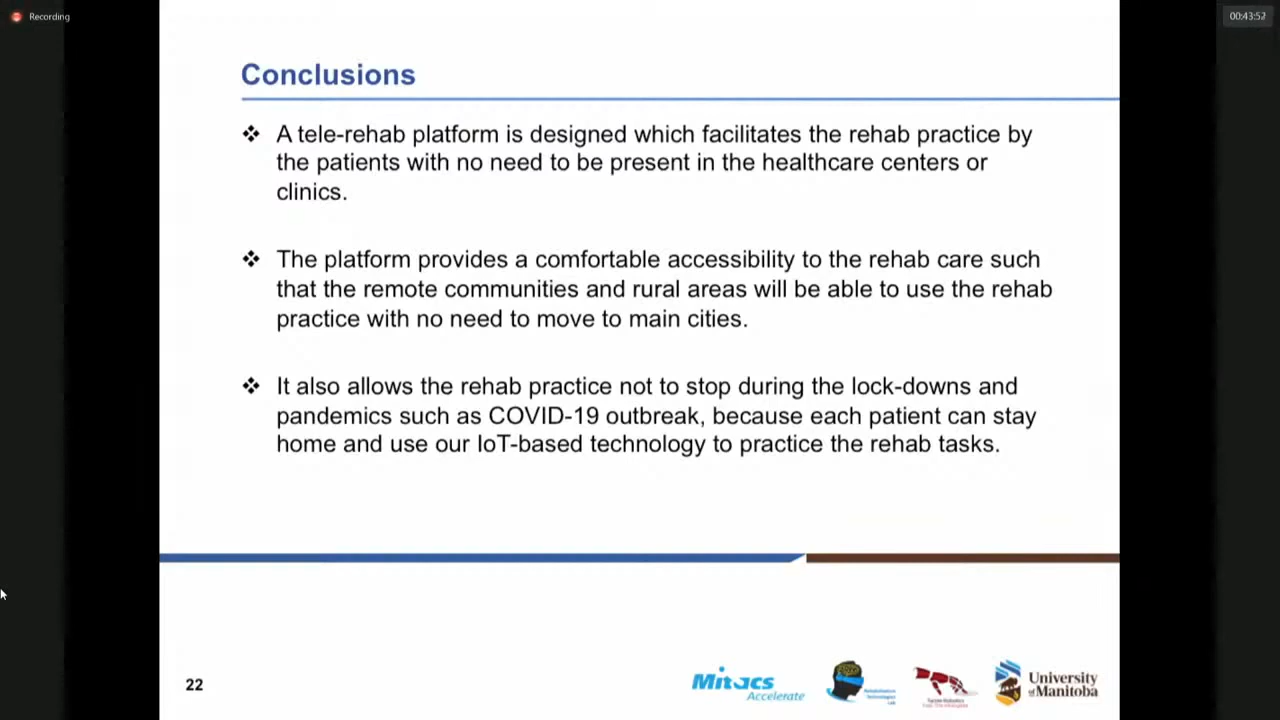 Recording
00:43:52
Conclusions
❖ A tele-rehab platform is designed which facilitates the rehab practice by
the patients with no need to be present in the healthcare centers or
clinics.
❖ The platform provides a comfortable accessibility to the rehab care such
that the remote communities and rural areas will be able to use the rehab
practice with no need to move to main cities.
❖ It also allows the rehab practice not to stop during the lock-downs and
pandemics such as COVID-19 outbreak, because each patient can stay
home and use our IoT-based technology to practice the rehab tasks.
22
Mitacs
Accelerate
Rehabilitation
Technologies
Lab
Tactile Robotics
University
of Manitoba